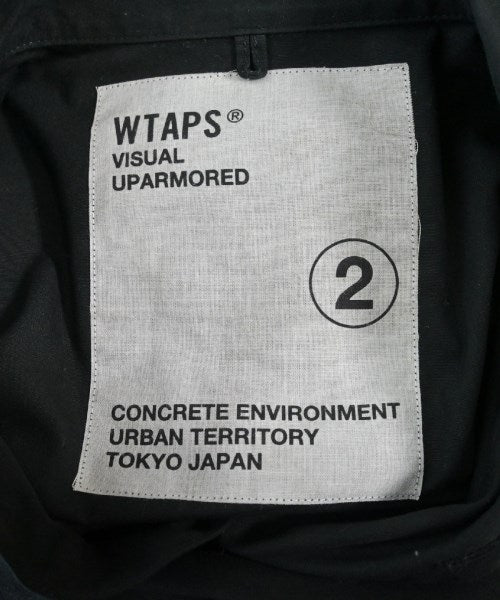 WTAPS®
VISUAL
UPARMORED
2
CONCRETE ENVIRONMENT
URBAN TERRITORY
TOKYO JAPAN